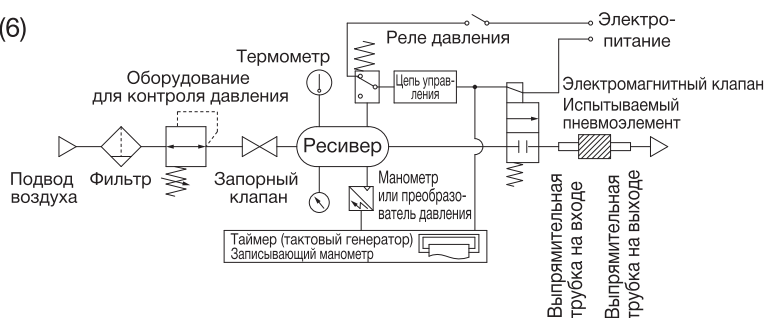 (6)
Электро-
питание
Реле давления
Термометр
Оборудование
для контроля давления
Цепь управ-
ления
Электромагнитный клапан
Испытываемый
пневмоэлемент
Ресивер
Подвод
воздуха
Фильтр
Запорный
клапан
Манометр
или преобразо-
ватель давления
Таймер (тактовый генератор)
Записывающий манометр
Выпрямительная
трубка на входе
Выпрямительная
трубка на выходе